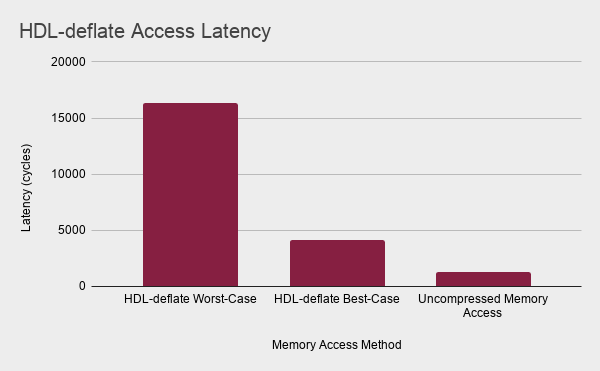 HDL-deflate Access Latency
20000
15000
10000
5000
0
Latency (cycles)
HDL-deflate Worst-Case
HDL-deflate Best-Case
Uncompressed Memory
Access
Memory Access Method